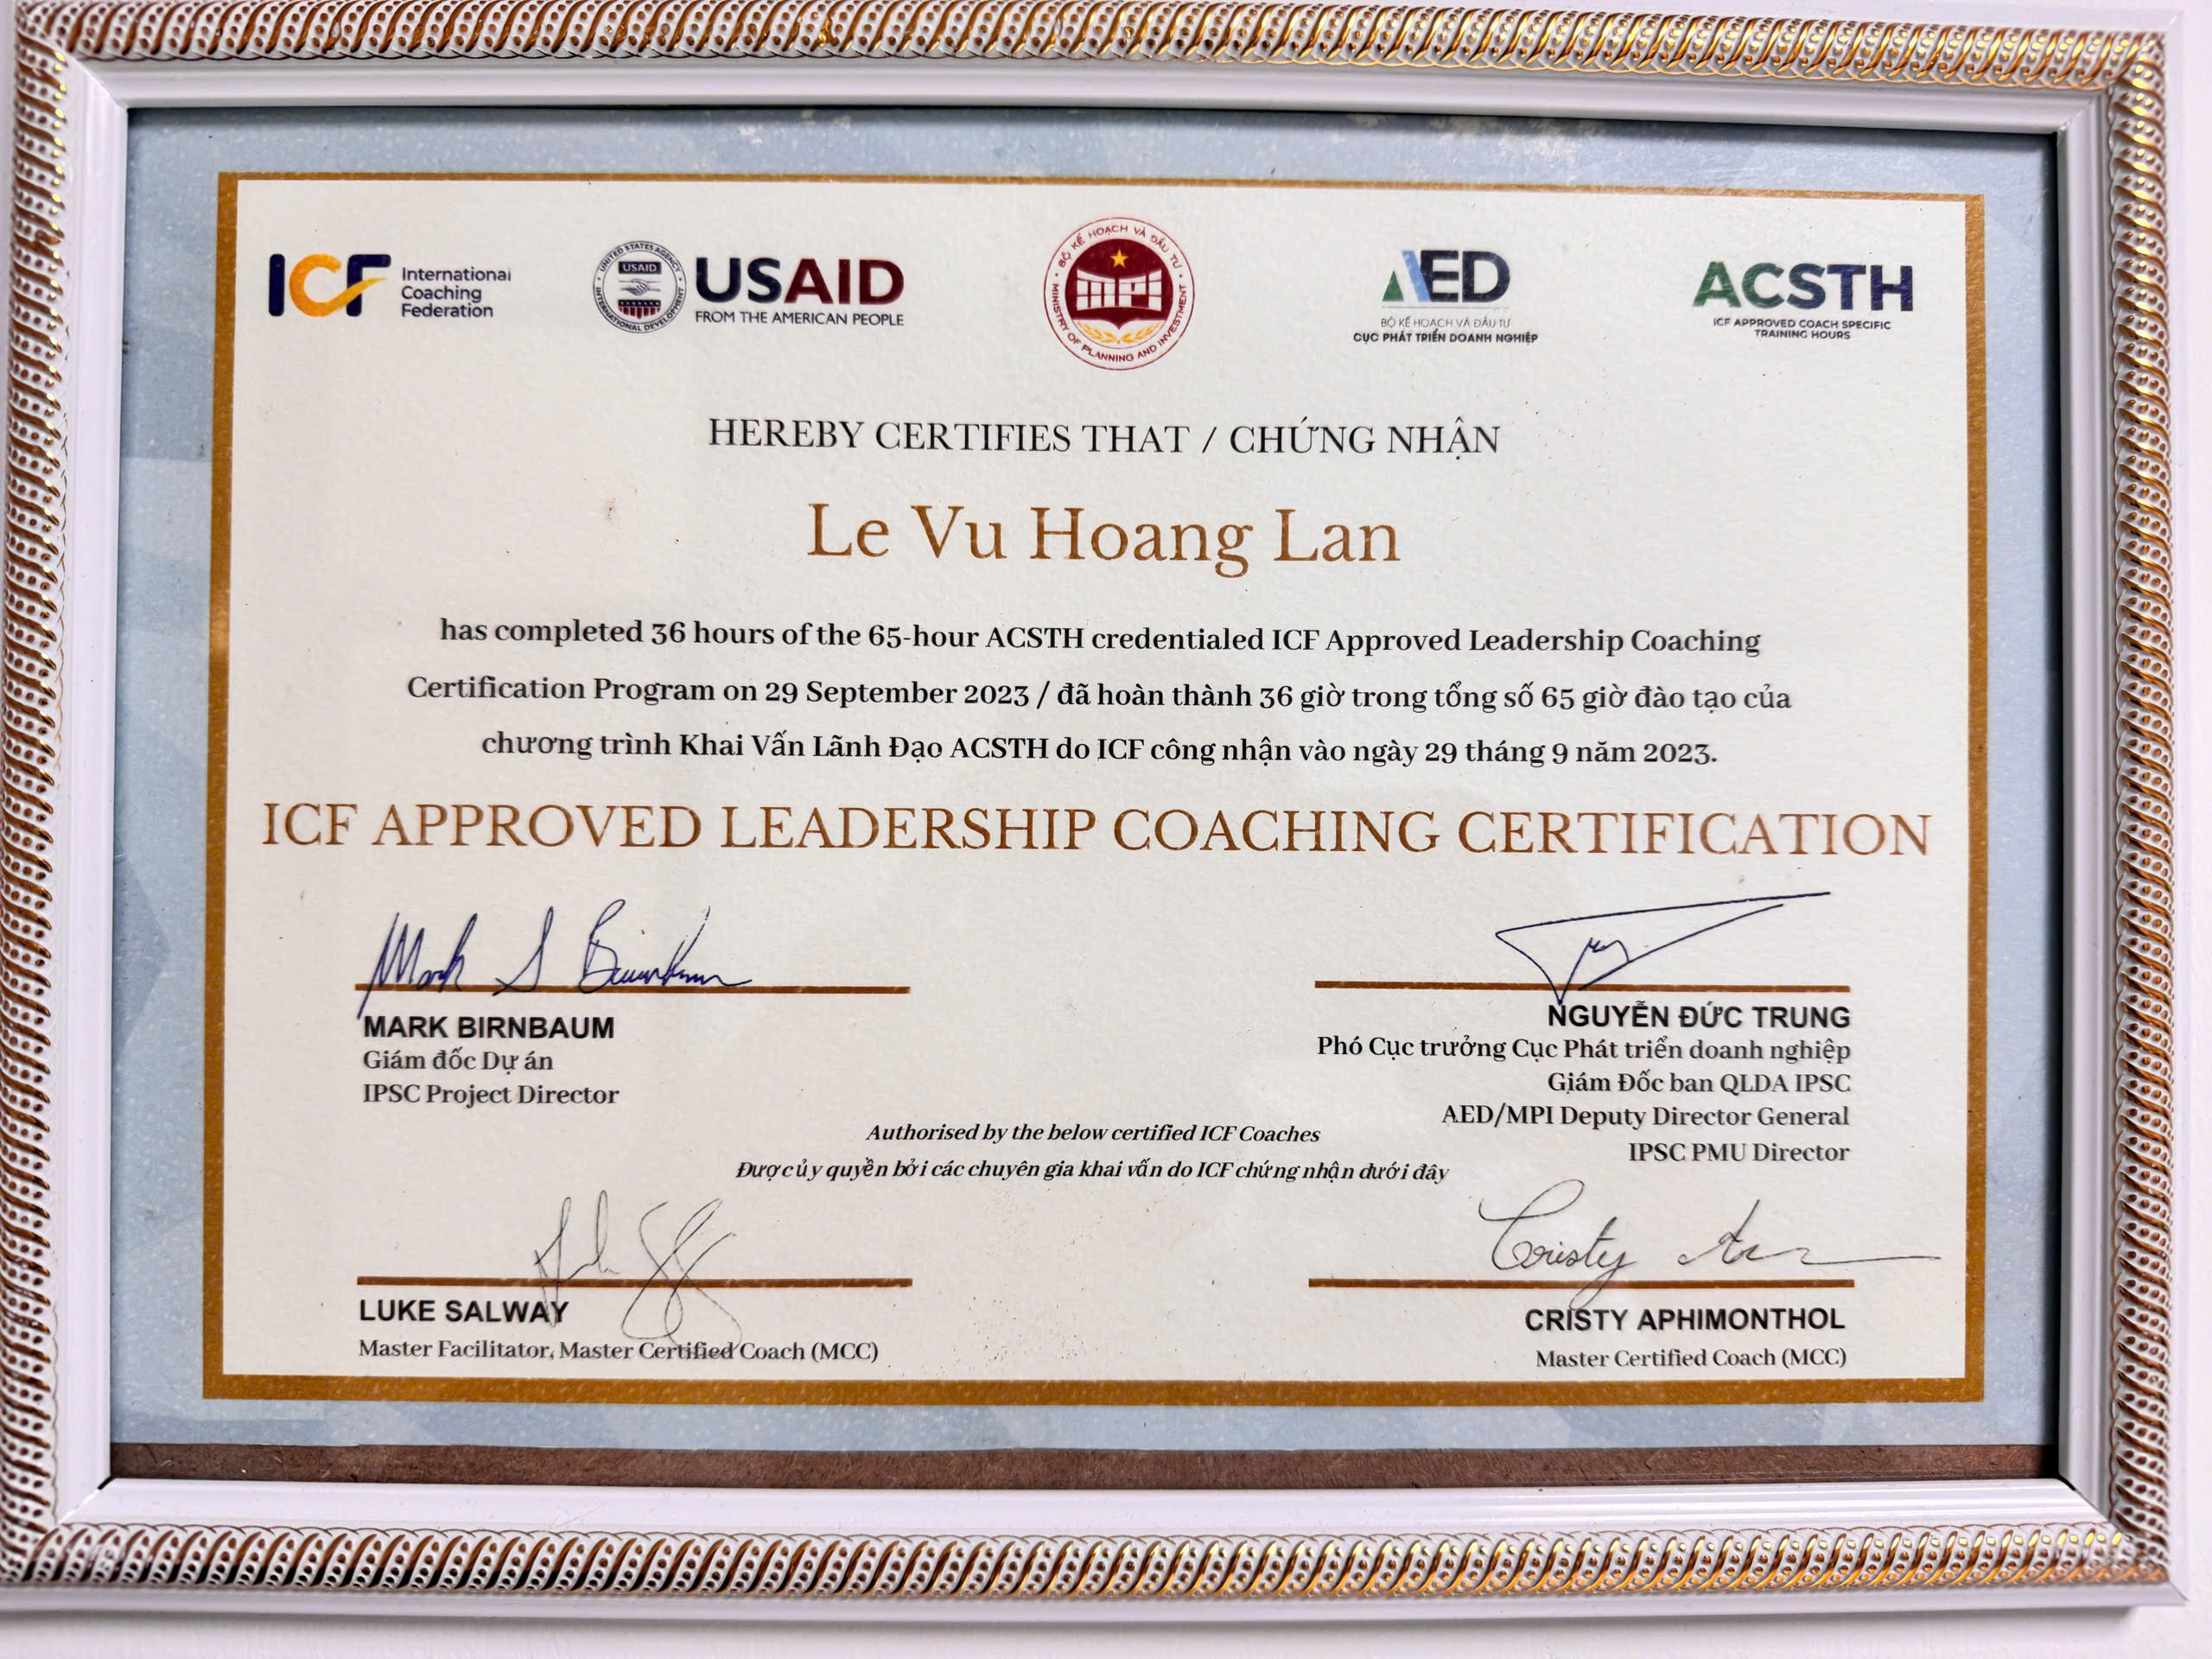 ICF International
Coaching
Federation
UNITED STATES AGENCY
USAID
INTERNATIONAL DEVELOPMENT
USAID
FROM THE AMERICAN PEOPLE
BỘ KẾ HOẠCH VÀ ĐẦU TƯ
MPI
MINISTRY OF PLANNING AND INVESTMENT
AED
BỘ KẾ HOẠCH VÀ ĐẦU TƯ
CỤC PHÁT TRIỂN DOANH NGHIỆP
ACSTH
ICF APPROVED COACH SPECIFIC
TRAINING HOURS
HEREBY CERTIFIES THAT / CHỨNG NHẬN
Le Vu Hoang Lan
has completed 36 hours of the 65-hour ACSTH credentialed ICF Approved Leadership Coaching
Certification Program on 29 September 2023 / đã hoàn thành 36 giờ trong tổng số 65 giờ đào tạo của
chương trình Khai Vấn Lãnh Đạo ACSTH do ICF công nhận vào ngày 29 tháng 9 năm 2023.
ICF APPROVED LEADERSHIP COACHING CERTIFICATION
Mark S Birnbaum
MARK BIRNBAUM
Giám đốc Dự án
IPSC Project Director
NGUYỄN ĐỨC TRUNG
Phó Cục trưởng Cục Phát triển doanh nghiệp
Giám Đốc ban QLDA IPSC
AED/MPI Deputy Director General
IPSC PMU Director
Authorised by the below certified ICF Coaches
Được ủy quyền bởi các chuyên gia khai vấn do ICF chứng nhận dưới đây
LUKE SALWAY
Master Facilitator, Master Certified Coach (MCC)
Cristy
CRISTY APHIMONTHOL
Master Certified Coach (MCC)